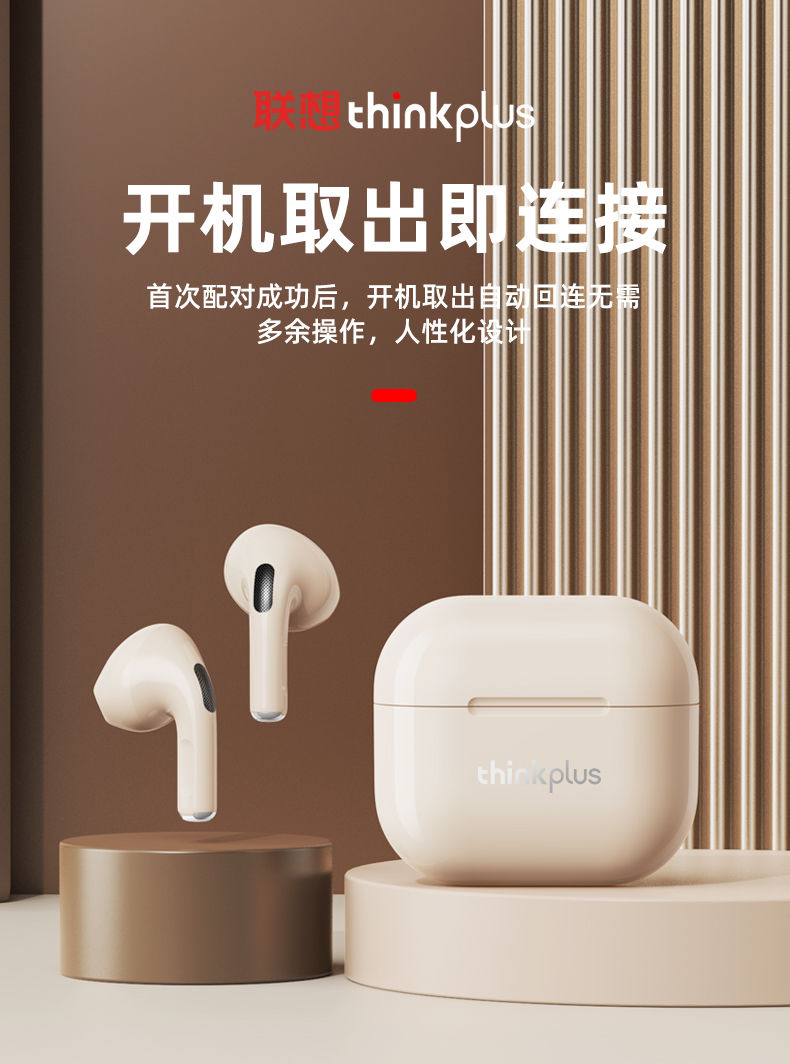 联想thinkplus
开机取出即连接
首次配对成功后，开机取出自动回连无需
多余操作，人性化设计
thinkplus